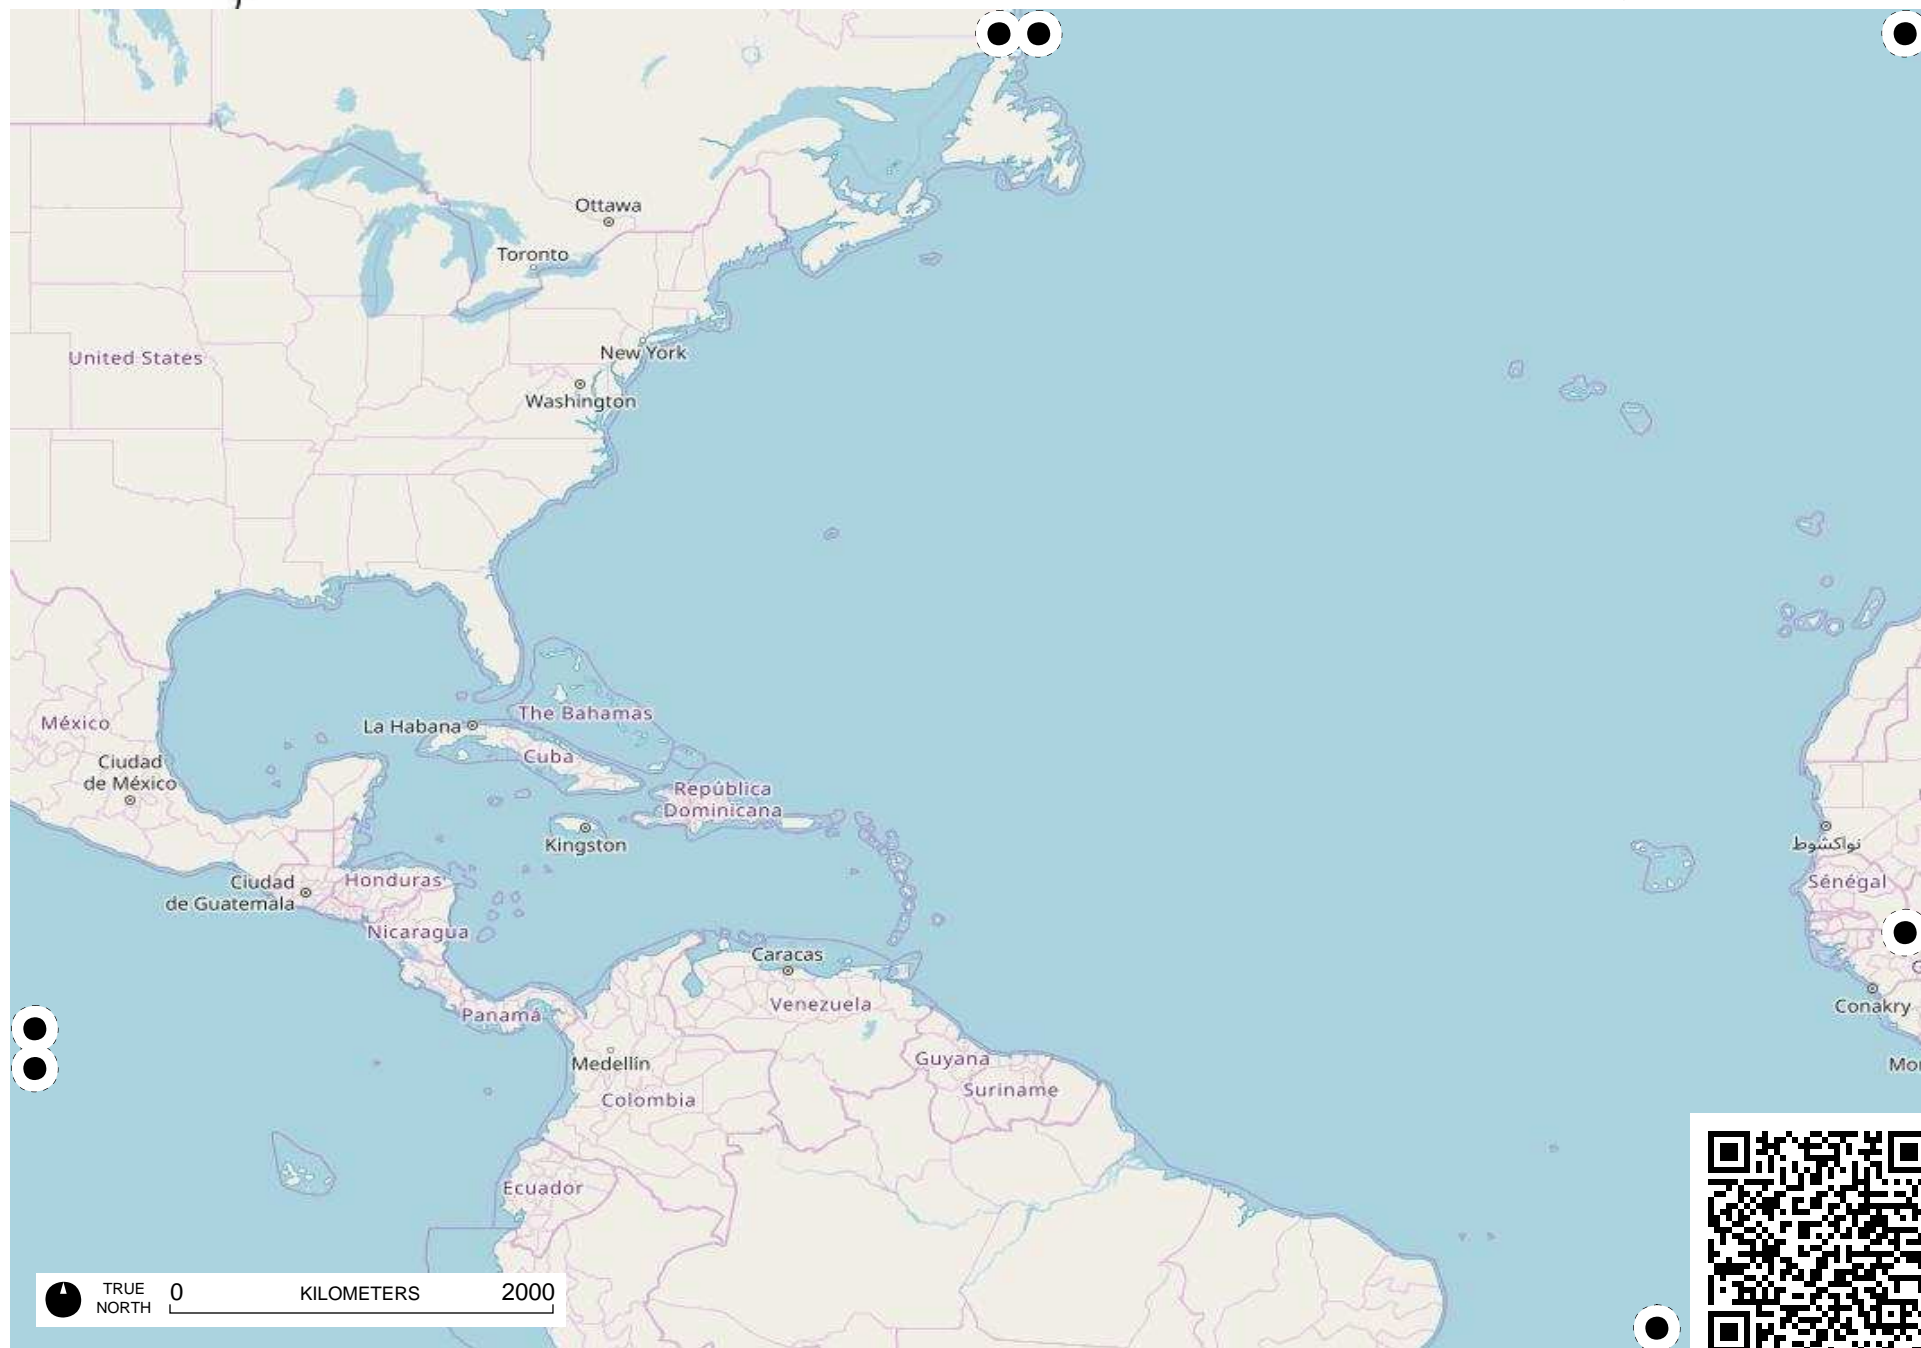 Ottawa
Toronto
United States
New York
Washington
México
Ciudad
de México
La Habana
The Bahamas
Cuba
República
Dominicana
Kingston
نواكشوط
Ciudad
de Guatemala
Honduras
Sénégal
Nicaragua
Caracas
Venezuela
Conakry
Panamá
Medellín
Guyana
Colombia
Suriname
Ecuador
TRUE
NORTH
0 KILOMETERS 2000